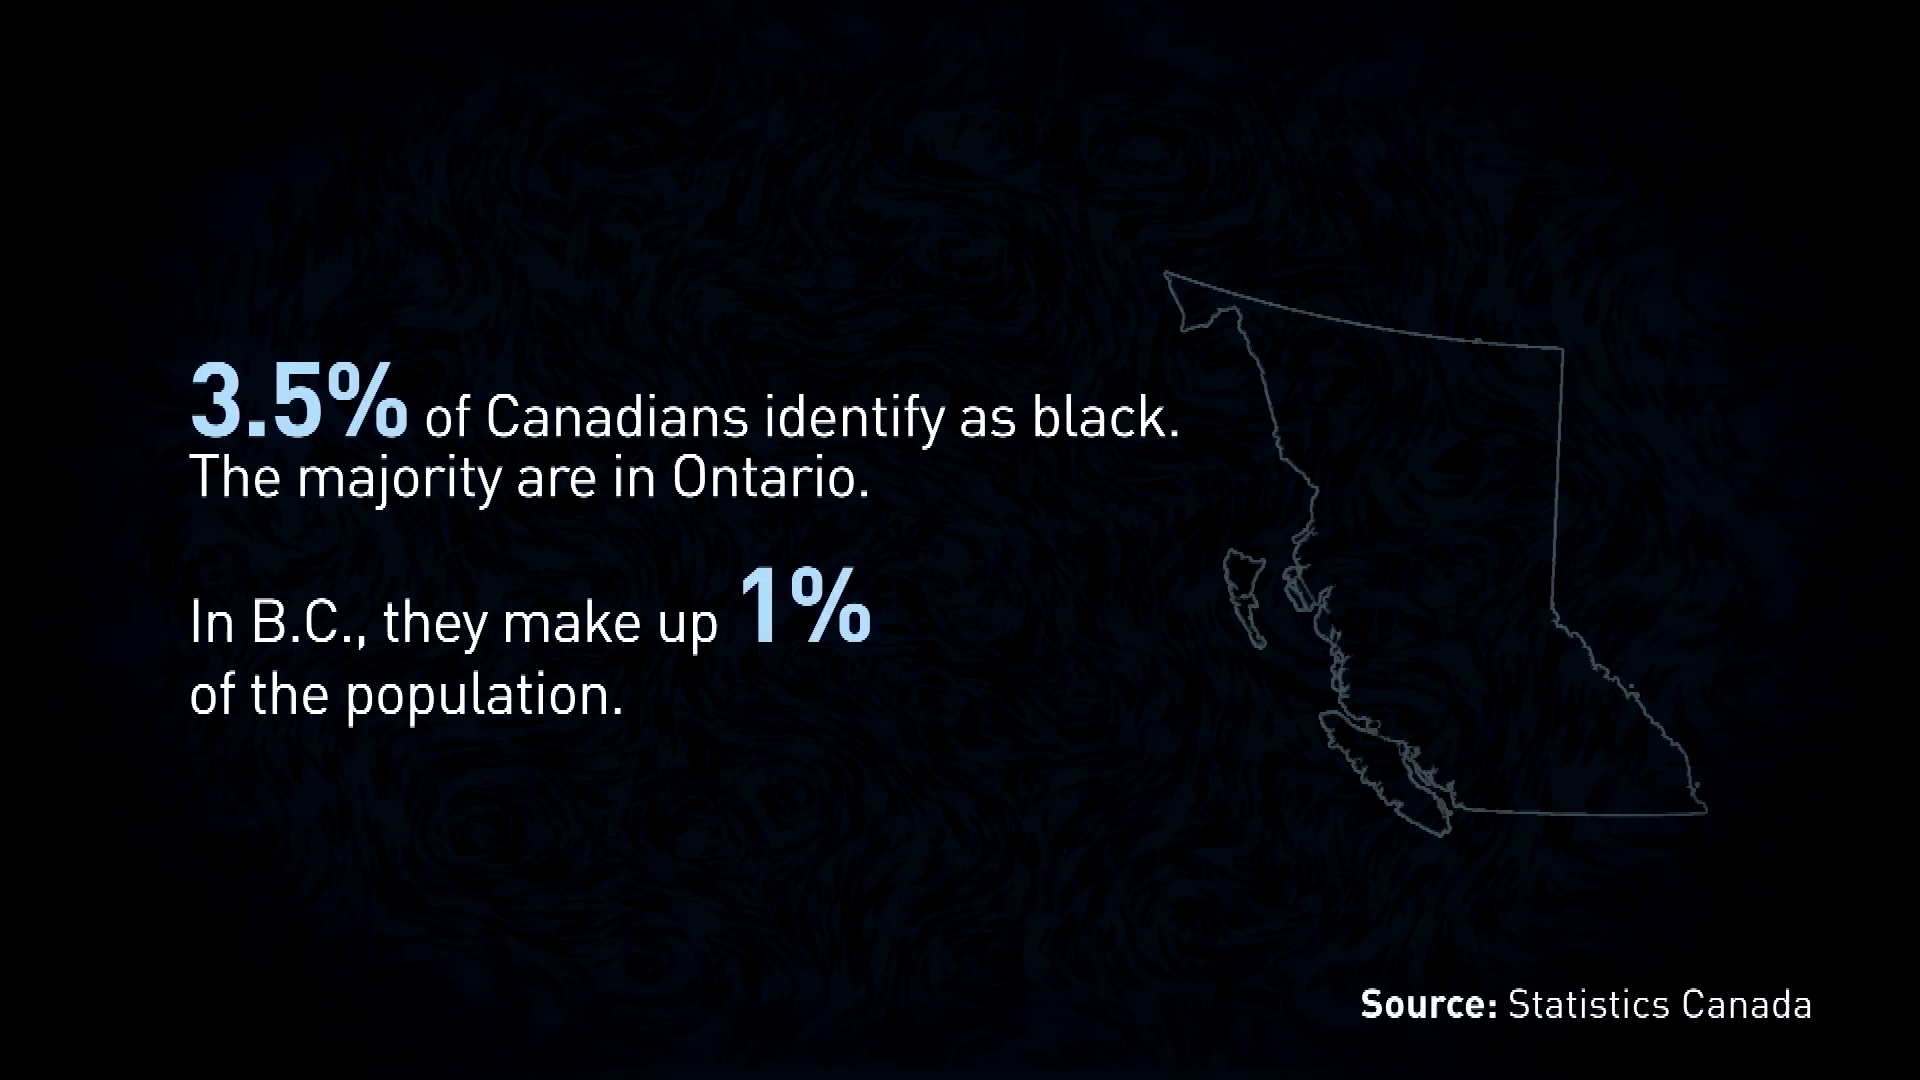 3.5% of Canadians identify as black.
The majority are in Ontario.
In B.C., they make up 1%
of the population.
Source: Statistics Canada